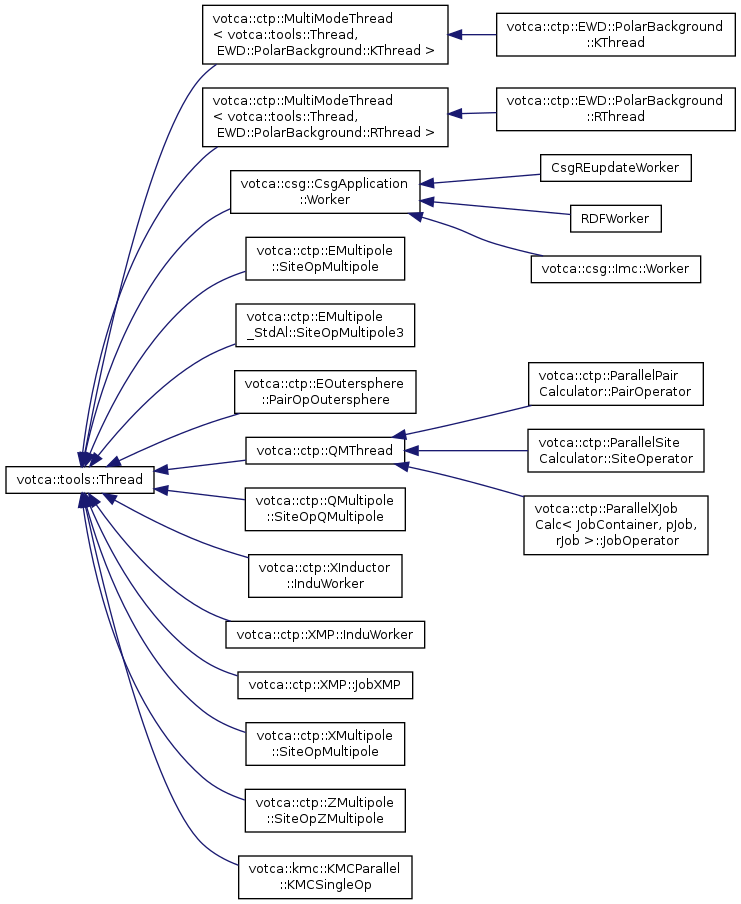 votca::ctp::MultiModeThread
< votca::tools::Thread,
EWD::PolarBackground::KThread >
votca::ctp::EWD::PolarBackground
::KThread
votca::ctp::MultiModeThread
< votca::tools::Thread,
EWD::PolarBackground::RThread >
votca::ctp::EWD::PolarBackground
::RThread
votca::csg::CsgApplication
::Worker
CsgREupdateWorker
RDFWorker
votca::csg::Imc::Worker
votca::ctp::EMultipole
::SiteOpMultipole
votca::ctp::EMultipole
_StdAl::SiteOpMultipole3
votca::ctp::EOutersphere
::PairOpOutersphere
votca::ctp::ParallelPair
Calculator::PairOperator
votca::ctp::QMThread
votca::ctp::ParallelSite
Calculator::SiteOperator
votca::tools::Thread
votca::ctp::QMultipole
::SiteOpQMultipole
votca::ctp::ParallelXJob
Calc< JobContainer, pJob,
rJob >::JobOperator
votca::ctp::XInductor
::InduWorker
votca::ctp::XMP::InduWorker
votca::ctp::XMP::JobXMP
votca::ctp::XMultipole
::SiteOpMultipole
votca::ctp::ZMultipole
::SiteOpZMultipole
votca::kmc::KMCParallel
::KMCSingleOp